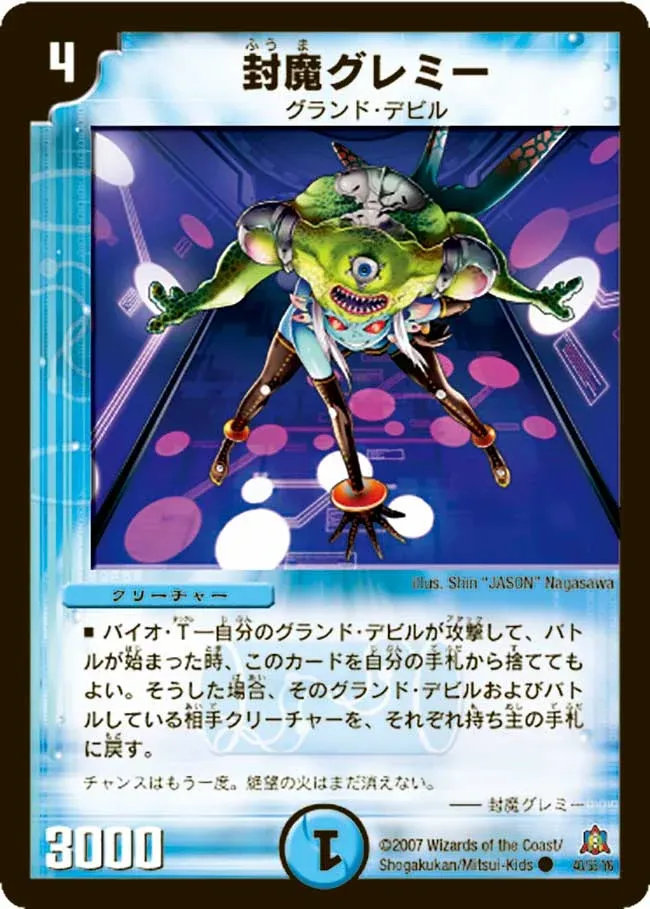 4
ふう ま
封魔グレミー
グランド・デビル
illus. Shin "JASON" Nagasawa
クリーチャー
■ バイオ・T―自分のグランド・デビルが攻撃して、バト
ルが始まった時、このカードを自分の手札から捨てても
よい。そうした場合、そのグランド・デビルおよびバト
ルしている相手クリーチャーを、それぞれ持ち主の手札
に戻す。
チャンスはもう一度。絶望の火はまだ消えない。
―― 封魔グレミー
3000
1
©2007 Wizards of the Coast/
Shogakukan/Mitsui-Kids